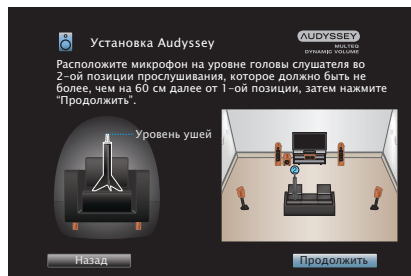 Установка Audyssey
AUDYSSEY
MULTEQ
DYNAMIC VOLUME
Расположите микрофон на уровне головы слушателя во
2-ой позиции прослушивания, которое должно быть не
более, чем на 60 см далее от 1-ой позиции, затем нажмите
“Продолжить”.
Уровень ушей
2
Назад
Продолжить